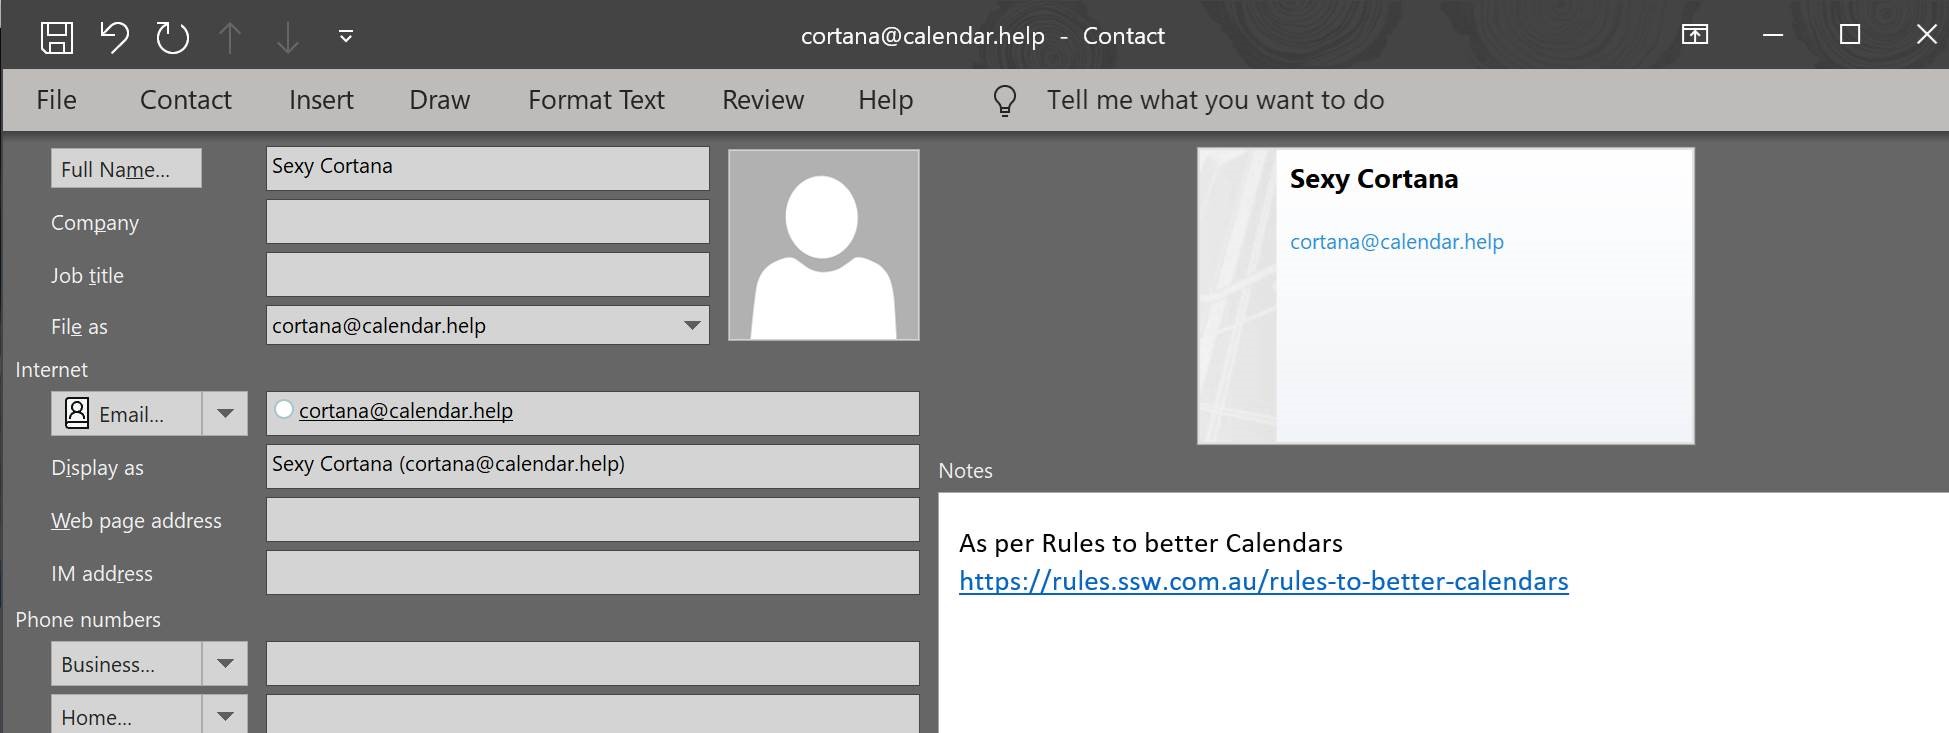 cortana@calendar.help - Contact
File Contact Insert Draw Format Text Review Help Tell me what you want to do
Full Name... Sexy Cortana
Company
Job title
File as cortana@calendar.help
Sexy Cortana
cortana@calendar.help
Internet
Email... cortana@calendar.help
Display as Sexy Cortana (cortana@calendar.help)
Web page address
IM address
Phone numbers
Business...
Home...
Notes
As per Rules to better Calendars
https://rules.ssw.com.au/rules-to-better-calendars